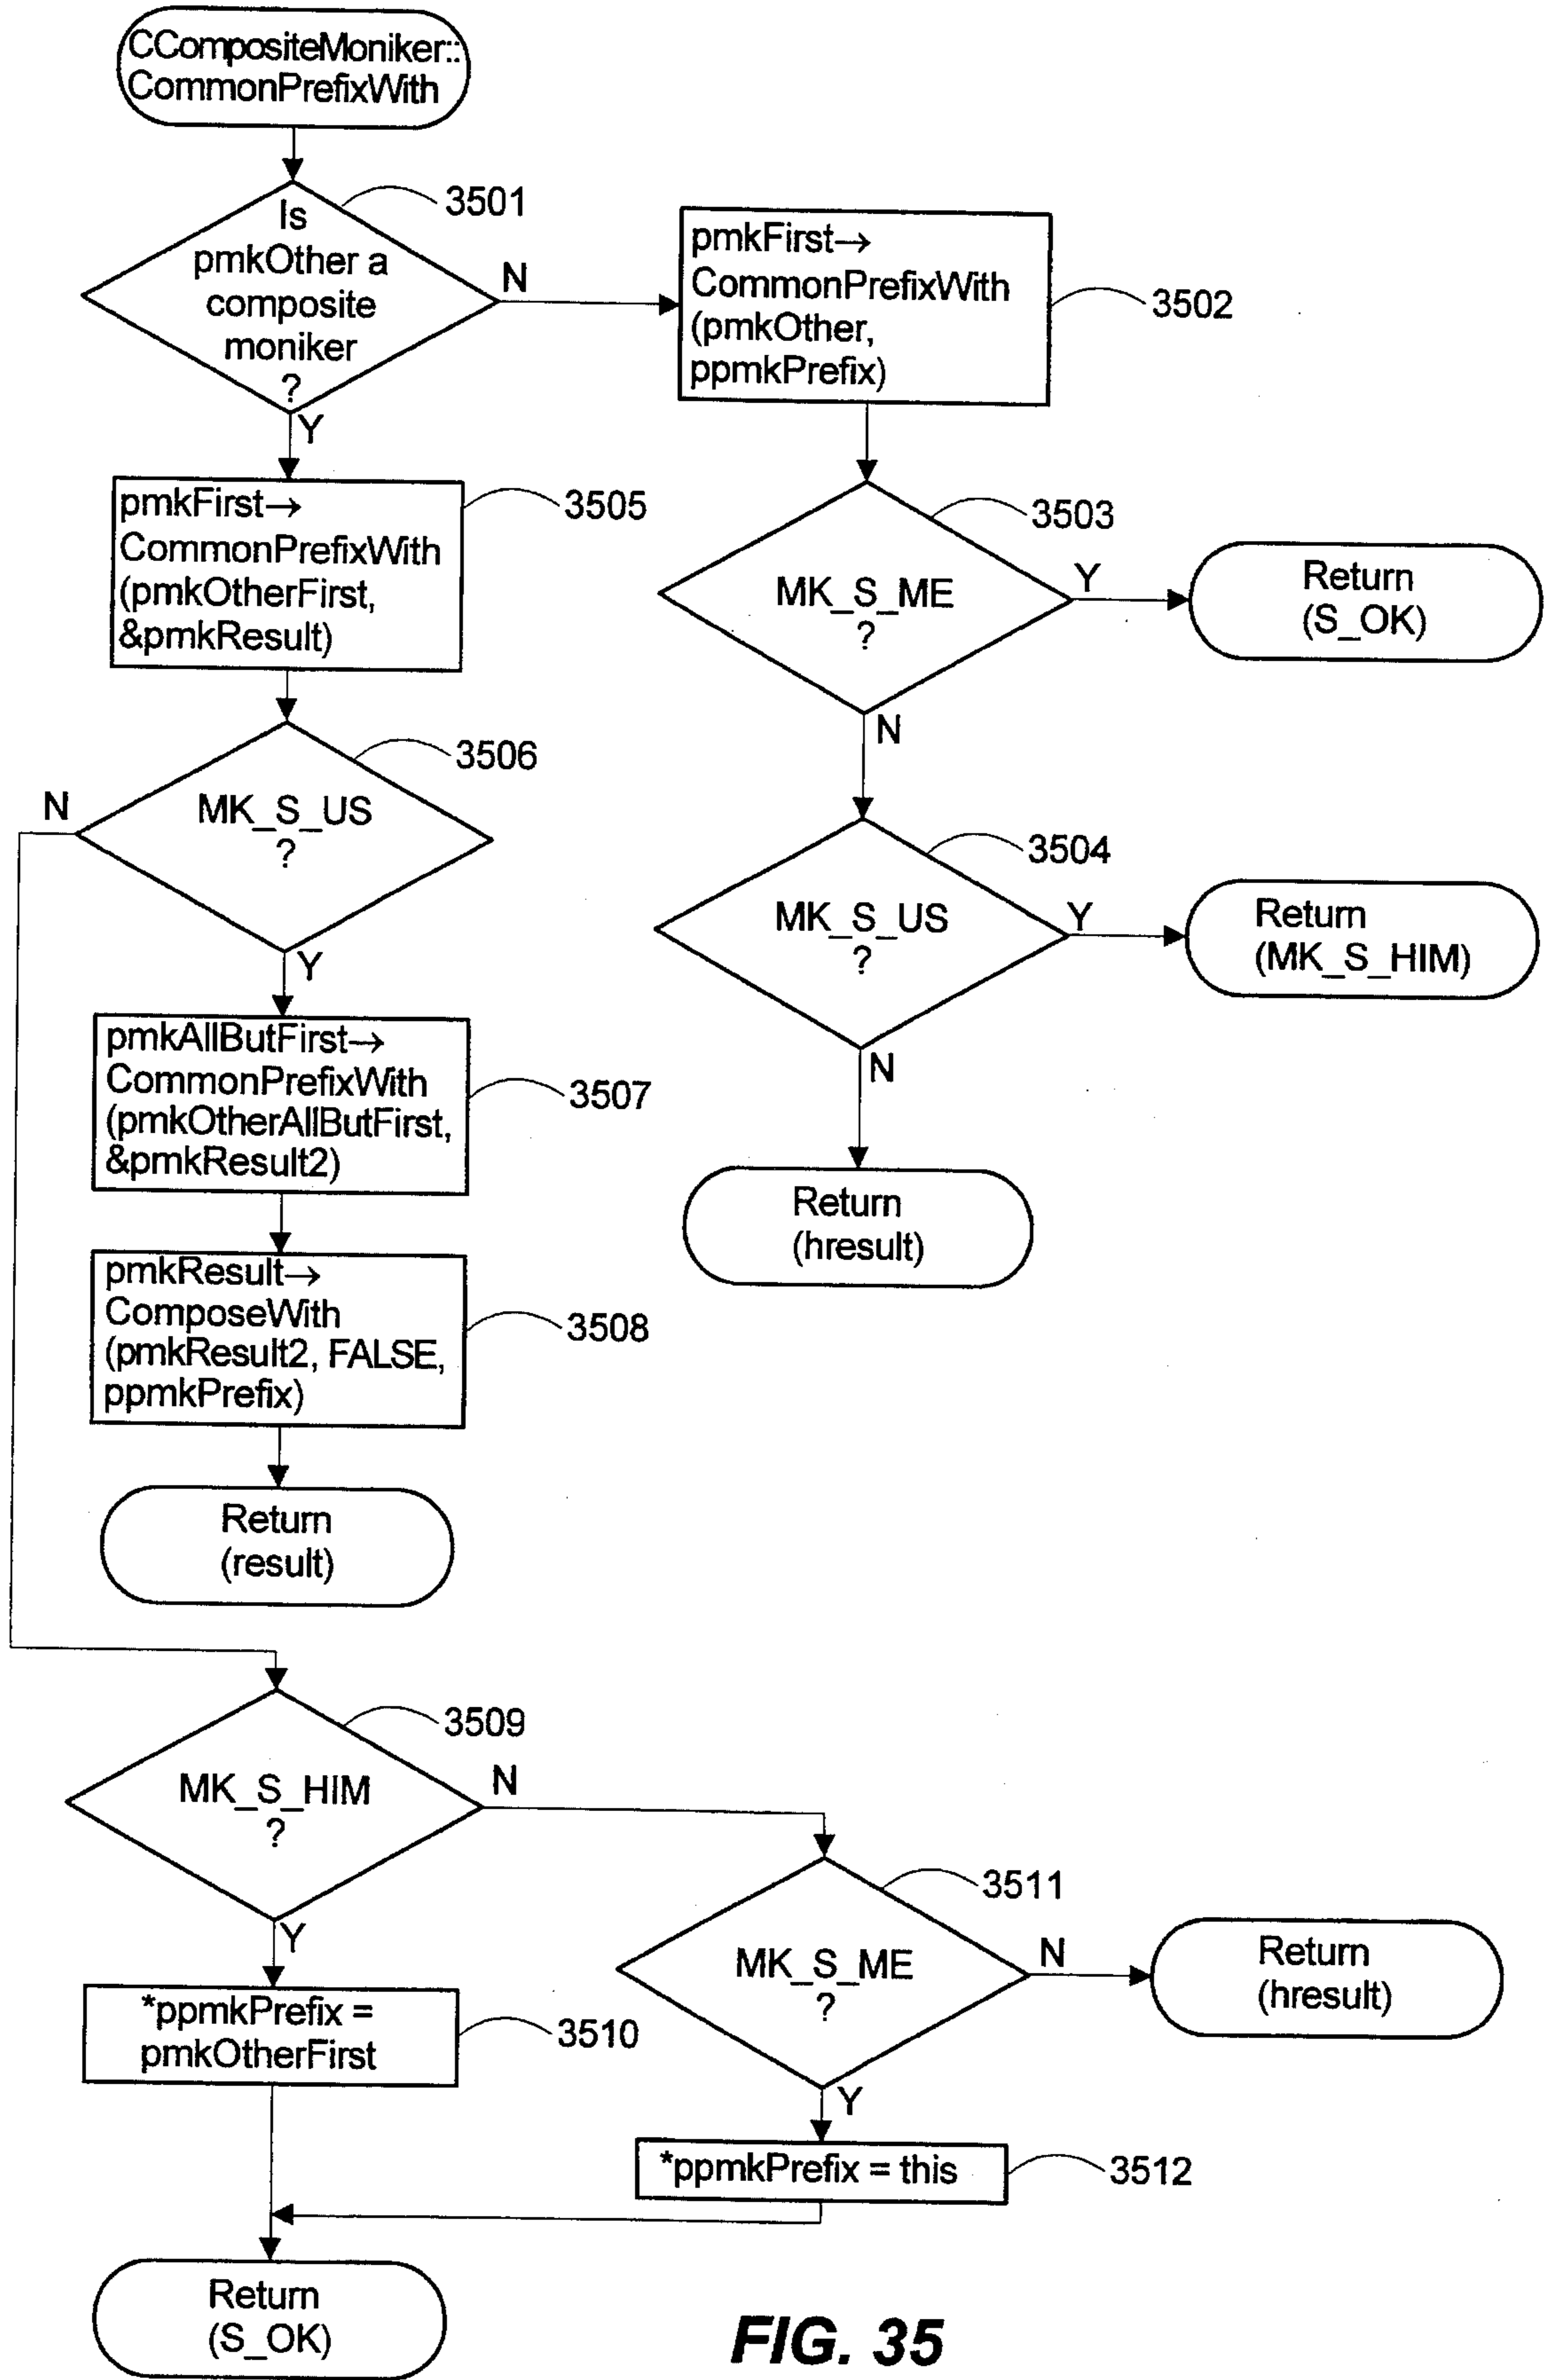 CCompositeMoniker::
CommonPrefixWith
3501
Is
pmkOther a
composite
moniker
?
N
Y
pmkFirst→
CommonPrefixWith
(pmkOther,
ppmkPrefix)
3502
3503
MK_S_ME
?
Y
Return
(S_OK)
N
3504
MK_S_US
?
Y
Return
(MK_S_HIM)
N
Return
(hresult)
pmkFirst→
CommonPrefixWith
(pmkOtherFirst,
&pmkResult)
3505
3506
N
MK_S_US
?
Y
pmkAllButFirst→
CommonPrefixWith
(pmkOtherAllButFirst,
&pmkResult2)
3507
pmkResult→
ComposeWith
(pmkResult2, FALSE,
ppmkPrefix)
3508
Return
(result)
3509
MK_S_HIM
?
N
Y
*ppmkPrefix =
pmkOtherFirst
3510
3511
MK_S_ME
?
N
Return
(hresult)
Y
*ppmkPrefix = this
3512
Return
(S_OK)
FIG. 35